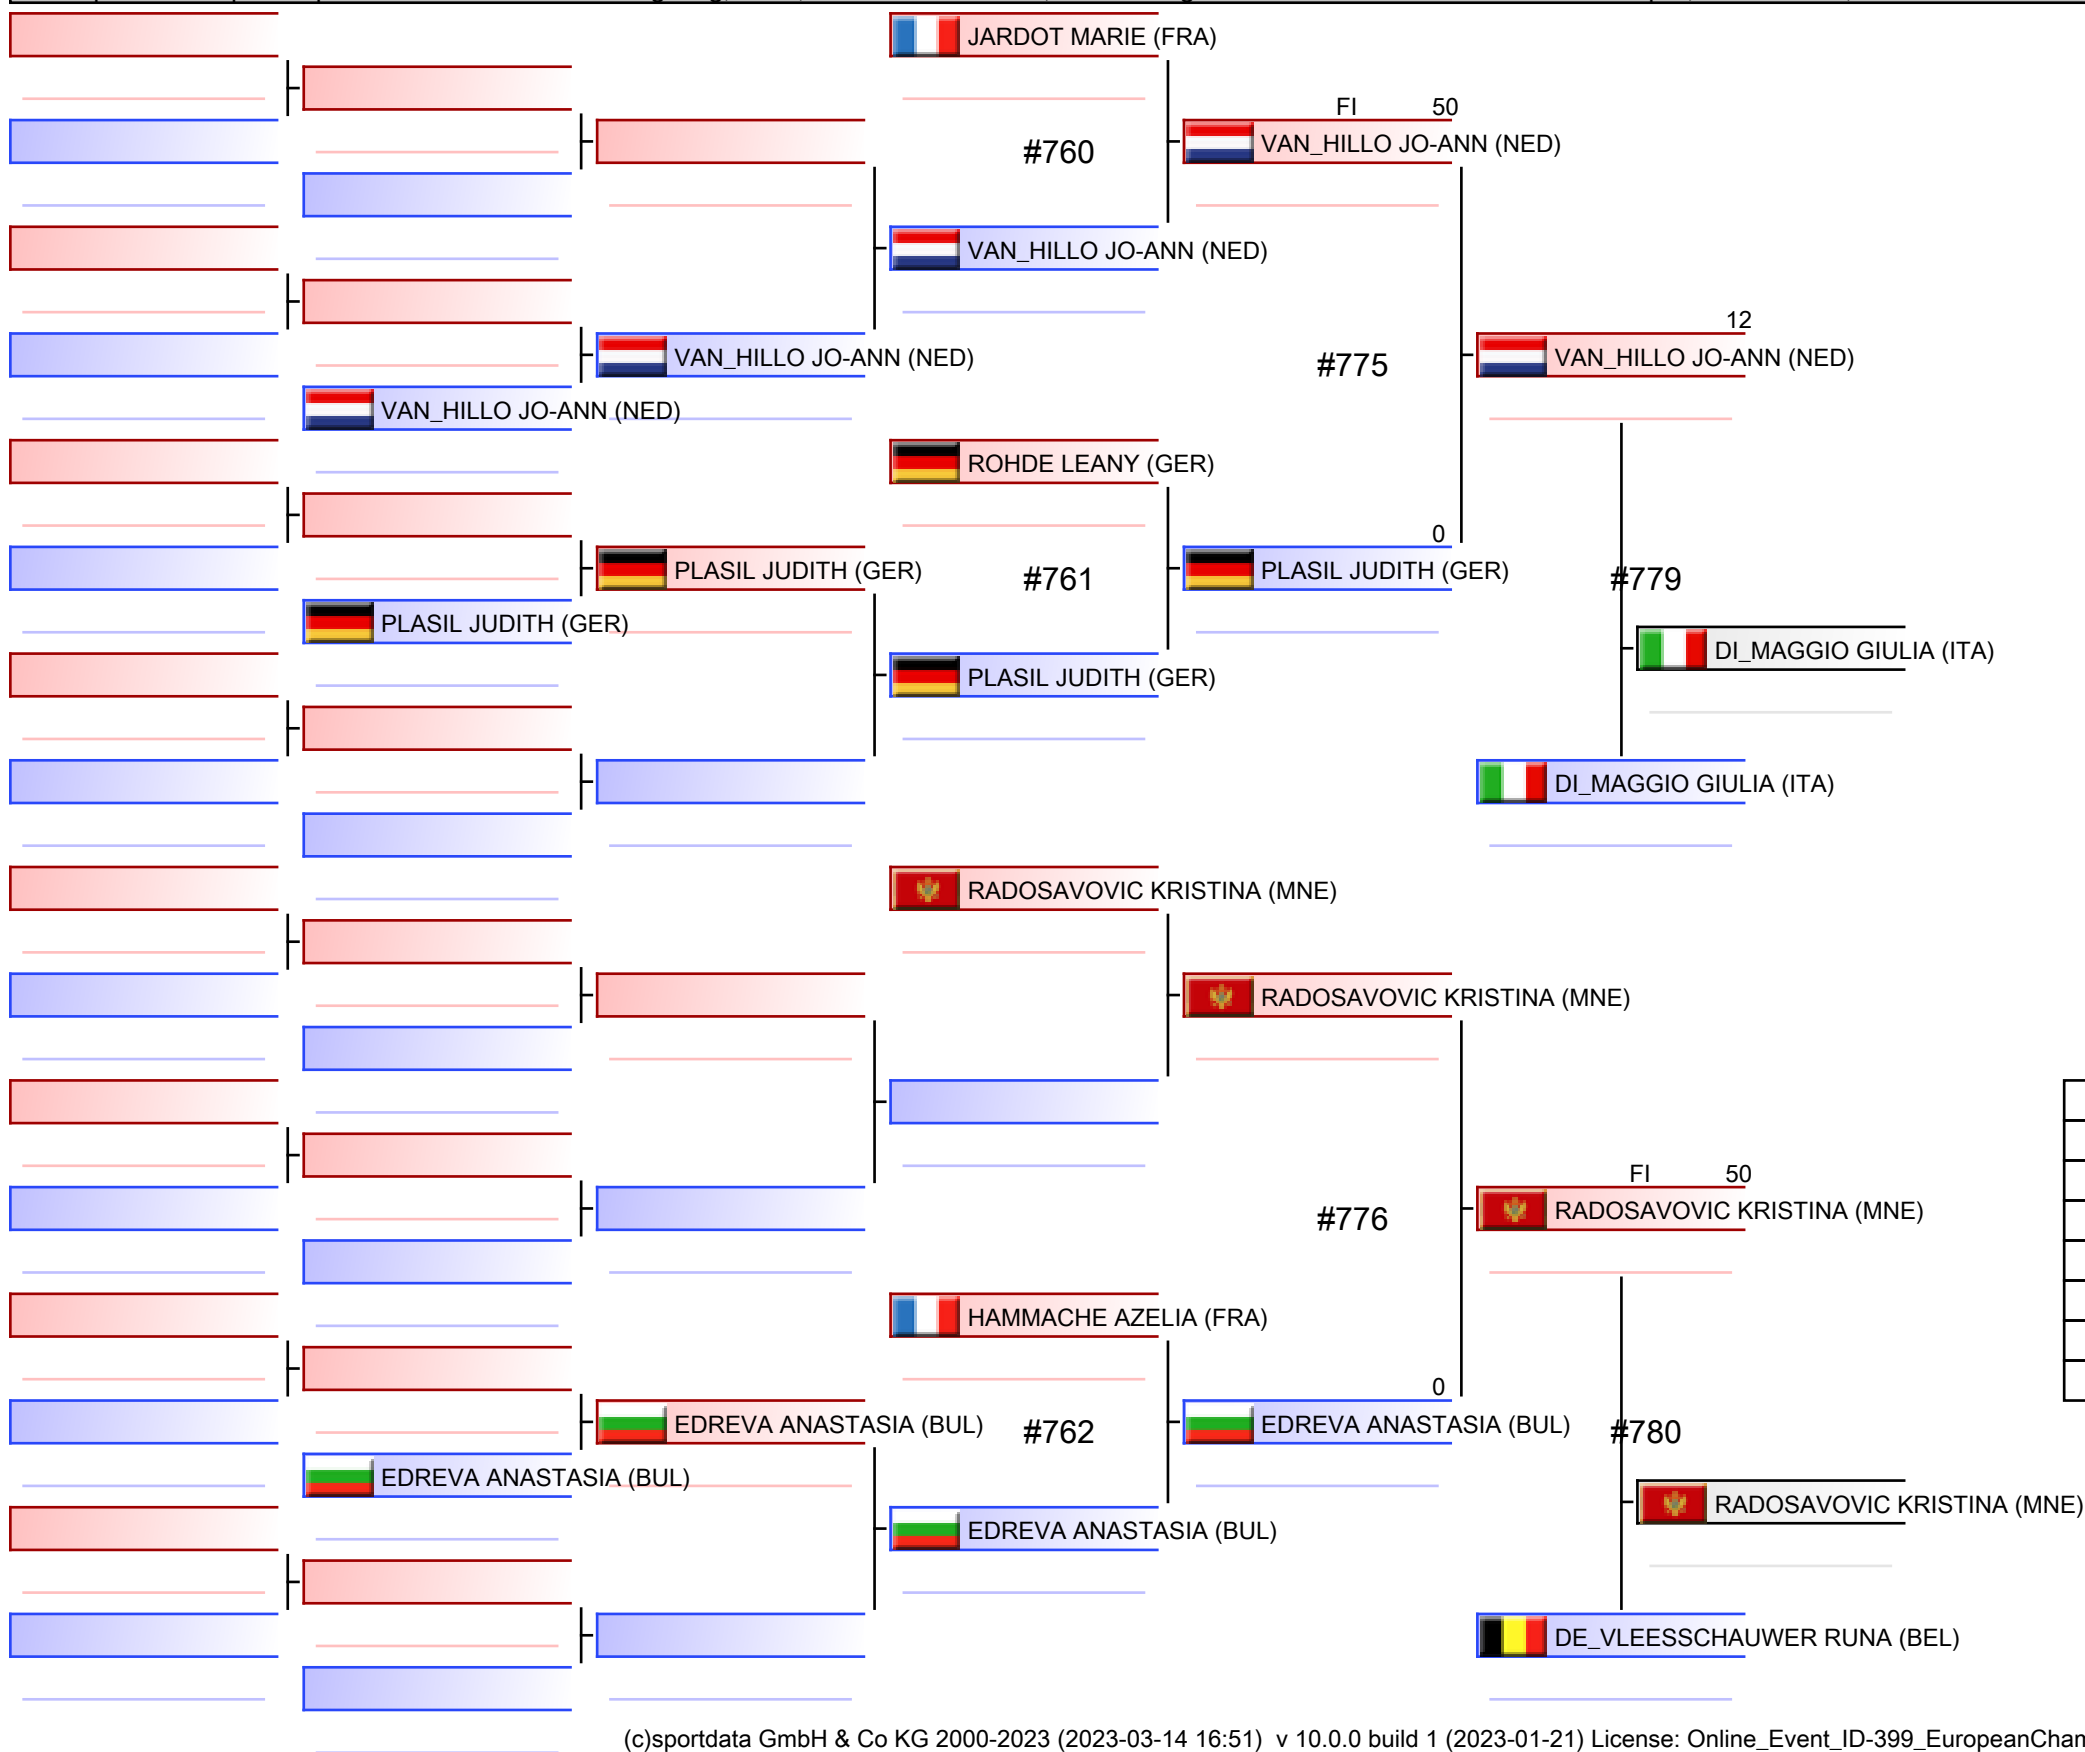 JARDOT MARIE (FRA)
FI 50
#760
VAN_HILLO JO-ANN (NED)
VAN_HILLO JO-ANN (NED)
12
VAN_HILLO JO-ANN (NED)
#775
VAN_HILLO JO-ANN (NED)
VAN_HILLO JO-ANN (NED)
ROHDE LEANY (GER)
0
PLASIL JUDITH (GER)
#761
PLASIL JUDITH (GER)
#779
PLASIL JUDITH (GER)
DI_MAGGIO GIULIA (ITA)
PLASIL JUDITH (GER)
DI_MAGGIO GIULIA (ITA)
RADOSAVOVIC KRISTINA (MNE)
RADOSAVOVIC KRISTINA (MNE)
FI 50
#776
RADOSAVOVIC KRISTINA (MNE)
HAMMACHE AZELIA (FRA)
0
EDREVA ANASTASIA (BUL)
#762
EDREVA ANASTASIA (BUL)
#780
EDREVA ANASTASIA (BUL)
RADOSAVOVIC KRISTINA (MNE)
EDREVA ANASTASIA (BUL)
DE_VLEESSCHAUWER RUNA (BEL)
(c)sportdata GmbH & Co KG 2000-2023 (2023-03-14 16:51) v 10.0.0 build 1 (2023-01-21) License: Online_Event_ID-399_EuropeanCham